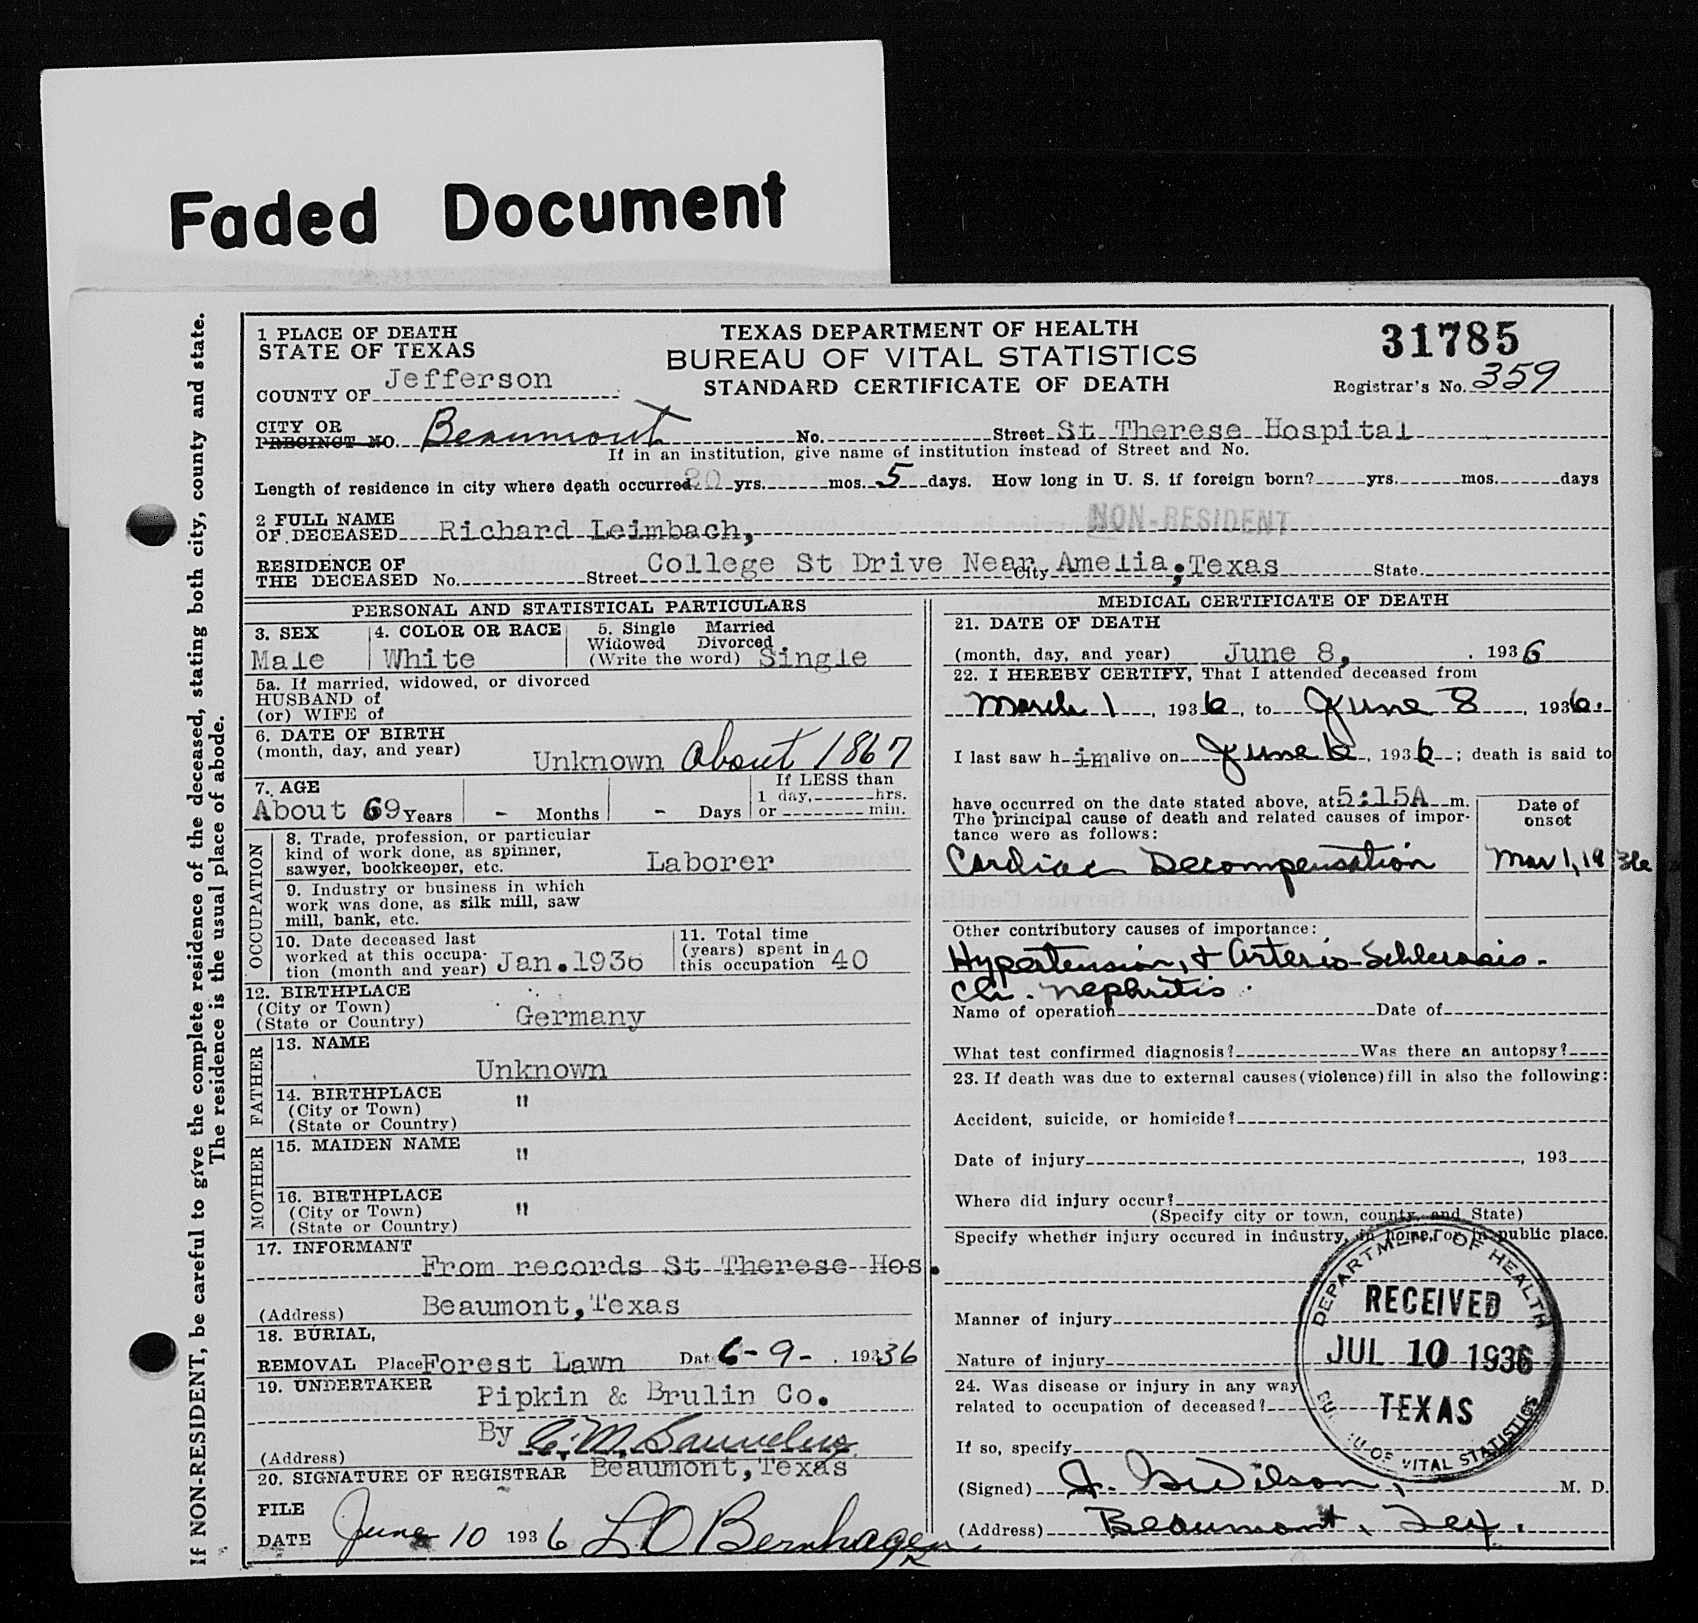 Faded Document
If NON-RESIDENT, be careful to give the complete residence of the deceased, stating both city, county and state.
The residence is the usual place of abode.
1 PLACE OF DEATH
STATE OF TEXAS
COUNTY OF Jefferson
TEXAS DEPARTMENT OF HEALTH
BUREAU OF VITAL STATISTICS
STANDARD CERTIFICATE OF DEATH
31785
Registrar's No. 359
CITY OR
PRECINCT NO. Beaumont No. Street St Therese Hospital
If in an institution, give name of institution instead of Street and No.
Length of residence in city where death occurred 20 yrs. mos. 5 days. How long in U. S. if foreign born? yrs. mos. days
2 FULL NAME
OF DECEASED Richard Leimbach,
NON-RESIDENT
RESIDENCE OF
THE DECEASED No. Street College St Drive Near City Amelia, Texas State.
PERSONAL AND STATISTICAL PARTICULARS
3. SEX
Male
4. COLOR OR RACE
White
5. Single Married
Widowed Divorced
(Write the word) Single
5a. If married, widowed, or divorced
HUSBAND of
(or) WIFE of
6. DATE OF BIRTH
(month, day, and year) Unknown About 1867
7. AGE
About 69 Years - Months - Days
If LESS than
1 day, hrs.
or min.
OCCUPATION
8. Trade, profession, or particular
kind of work done, as spinner,
sawyer, bookkeeper, etc. Laborer
9. Industry or business in which
work was done, as silk mill, saw
mill, bank, etc.
10. Date deceased last
worked at this occupa-
tion (month and year) Jan.1936
11. Total time
(years) spent in
this occupation 40
12. BIRTHPLACE
(City or Town)
(State or Country) Germany
FATHER
13. NAME
Unknown
14. BIRTHPLACE "
(City or Town)
(State or Country)
MOTHER
15. MAIDEN NAME "
16. BIRTHPLACE
(City or Town) "
(State or Country)
17. INFORMANT
From records St Therese Hos.
(Address) Beaumont, Texas
18. BURIAL,
REMOVAL Place Forest Lawn Dat 6-9- , 19336
19. UNDERTAKER Pipkin & Brulin Co.
By C. M. Saunders
(Address) Beaumont, Texas
20. SIGNATURE OF REGISTRAR
FILE
DATE June 10 1936 L O Bernhagen
MEDICAL CERTIFICATE OF DEATH
21. DATE OF DEATH
(month, day, and year) June 8, , 1936
22. I HEREBY CERTIFY, That I attended deceased from
March 1, 1936, to June 8, 1936.
I last saw h im alive on June 6, 1936; death is said to
have occurred on the date stated above, at 5:15A m.
The principal cause of death and related causes of impor-
tance were as follows:
Date of
onset
Cardiac Decompensation Mar 1, 1936
Other contributory causes of importance:
Hypertension, & Arterio-Schlerosis.
Chr. nephritis.
Name of operation Date of
What test confirmed diagnosis? Was there an autopsy?
23. If death was due to external causes (violence) fill in also the following:
Accident, suicide, or homicide?
Date of injury , 193
Where did injury occur?
(Specify city or town, county, and State)
Specify whether injury occured in industry, in home, or in public place.
Manner of injury
Nature of injury
24. Was disease or injury in any way
related to occupation of deceased?
If so, specify
(Signed) J. G. Wilson, M. D.
(Address) Beaumont, Tex.
DEPARTMENT OF HEALTH
RECEIVED
JUL 10 1936
TEXAS
BU. U OF VITAL STATISTICS